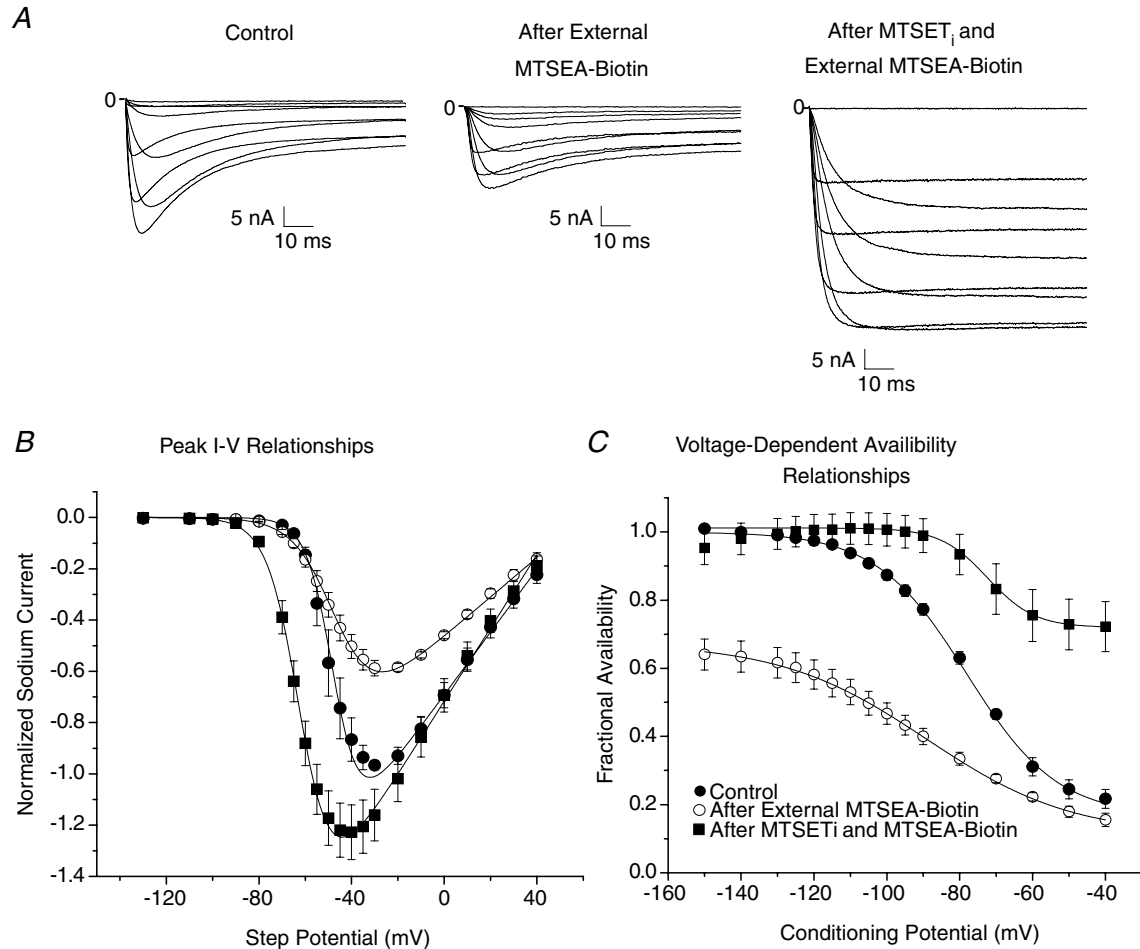 A
Control
After External
MTSEA-Biotin
After MTSETi and
External MTSEA-Biotin
0
0
0
5 nA
10 ms
5 nA
10 ms
5 nA
10 ms
B
Peak I-V Relationships
0.0
-0.2
-0.4
-0.6
-0.8
-1.0
-1.2
-1.4
Normalized Sodium Current
-120
-80
-40
0
40
Step Potential (mV)
C
Voltage-Dependent Availibility
Relationships
1.0
0.8
0.6
0.4
0.2
0.0
Fractional Availability
Control
After External MTSEA-Biotin
After MTSETi and MTSEA-Biotin
-160
-140
-120
-100
-80
-60
-40
Conditioning Potential (mV)